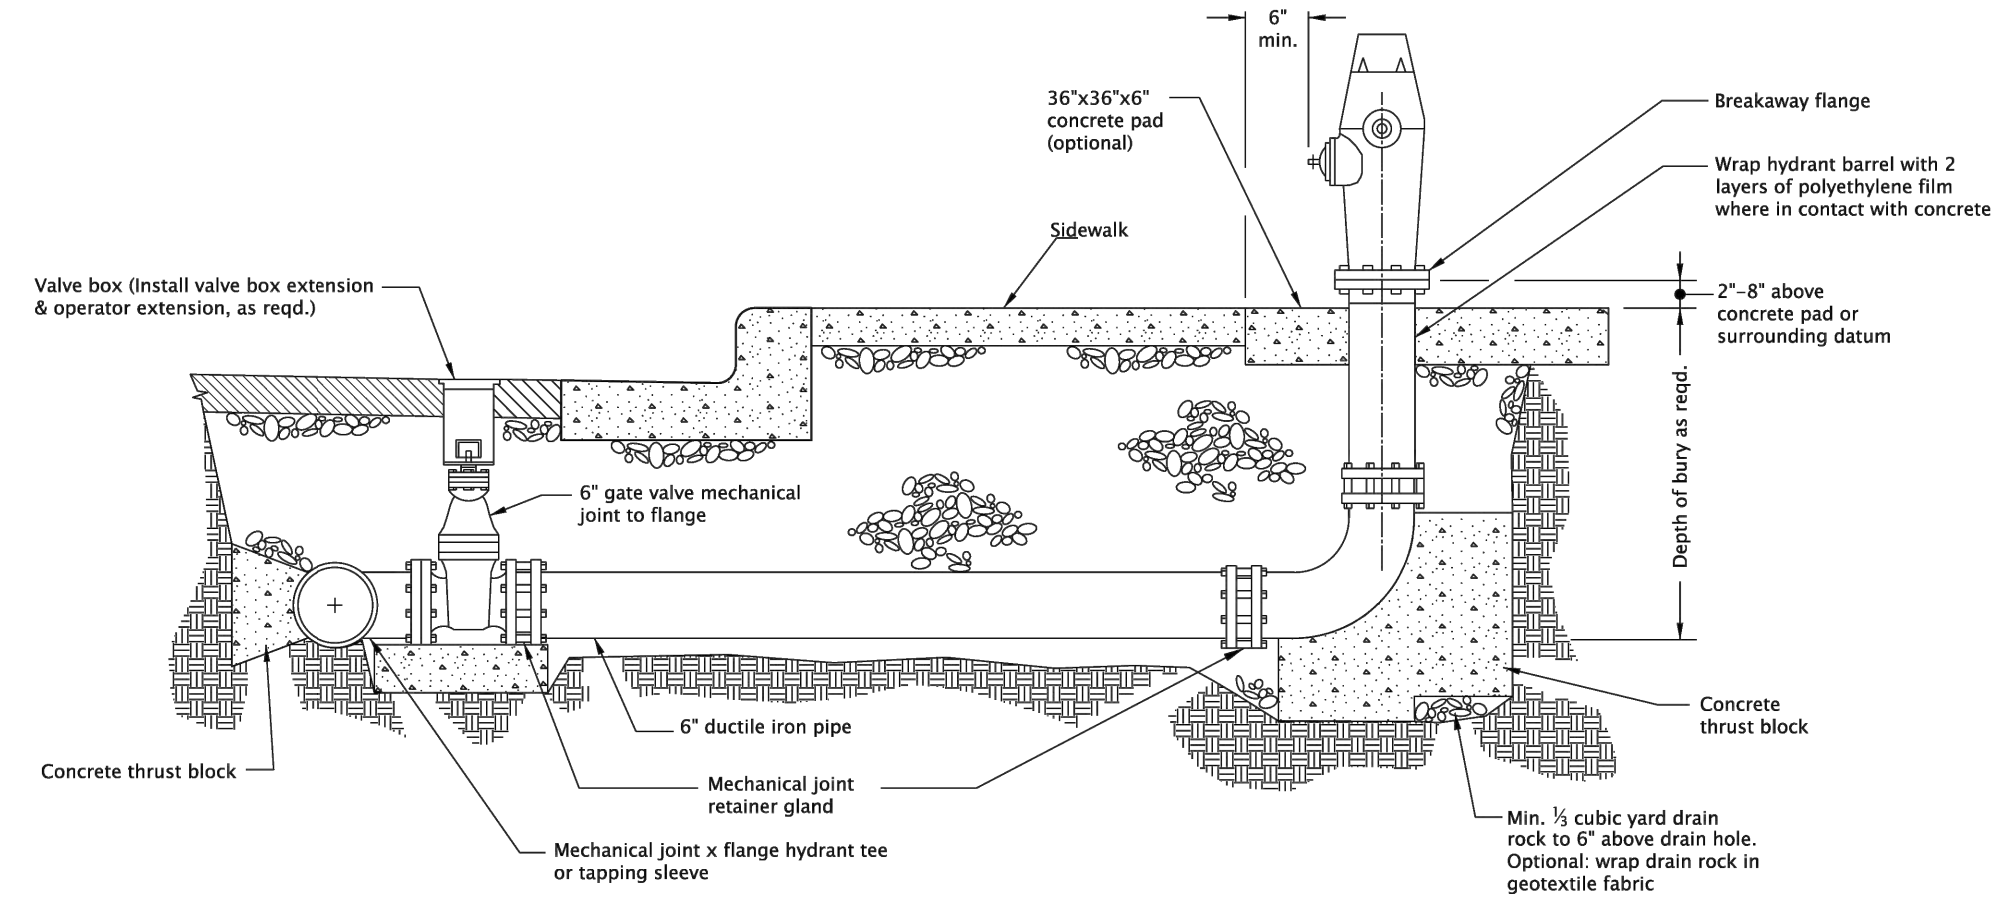 6"
min.
36"x36"x6"
concrete pad
(optional)
Breakaway flange
Wrap hydrant barrel with 2
layers of polyethylene film
where in contact with concrete
Sidewalk
Valve box (Install valve box extension
& operator extension, as reqd.)
2"-8" above
concrete pad or
surrounding datum
Depth of bury as reqd.
6" gate valve mechanical
joint to flange
6" ductile iron pipe
Concrete
thrust block
Concrete thrust block
Mechanical joint
retainer gland
Min. ⅓ cubic yard drain
rock to 6" above drain hole.
Optional: wrap drain rock in
geotextile fabric
Mechanical joint x flange hydrant tee
or tapping sleeve